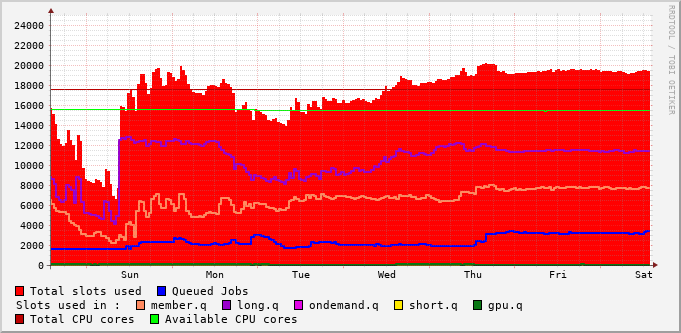 RRDTOOL / TOBI OETIKER
24000
22000
20000
18000
16000
14000
12000
10000
8000
6000
4000
2000
0
Sun Mon Tue Wed Thu Fri Sat
Total slots used Queued Jobs
Slots used in : member.q long.q ondemand.q short.q gpu.q
Total CPU cores Available CPU cores